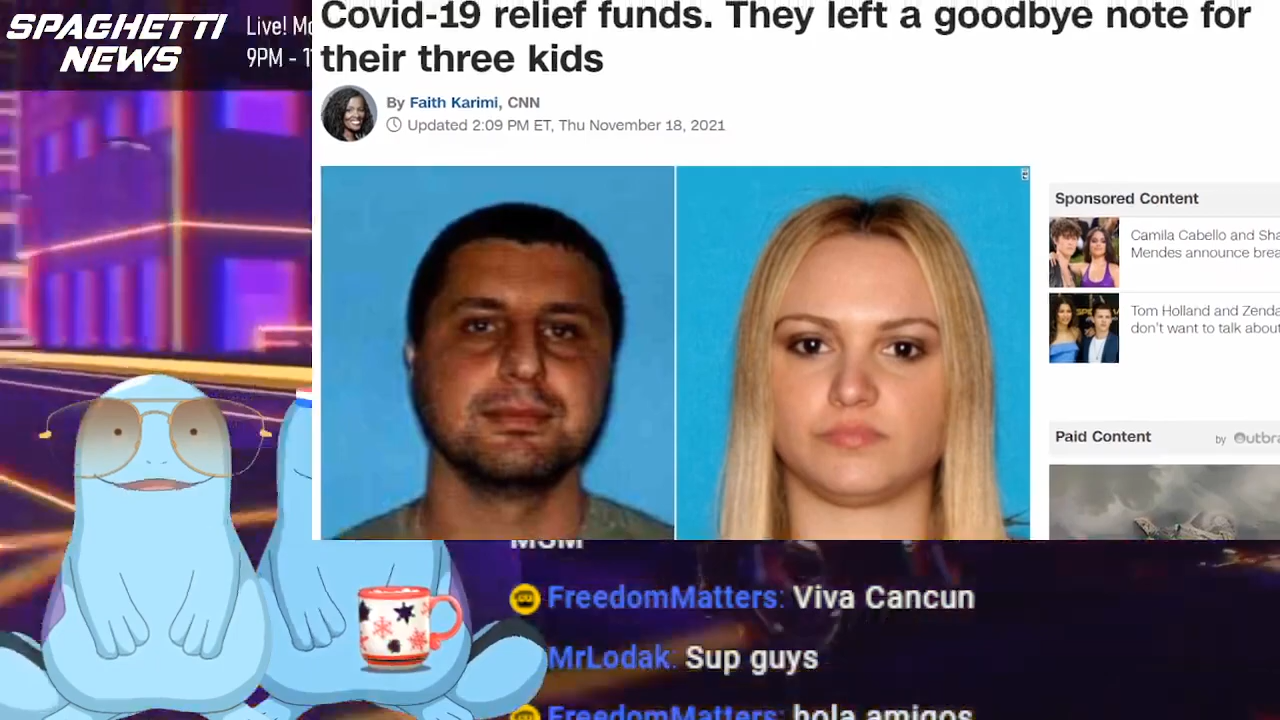 SPAGHETTI
NEWS
Live! Mo
9PM - 1
Covid-19 relief funds. They left a goodbye note for
their three kids
By Faith Karimi, CNN
Updated 2:09 PM ET, Thu November 18, 2021
Sponsored Content
Camila Cabello and Sha
Mendes announce brea
Tom Holland and Zenda
don't want to talk about
Paid Content
by Outbra
MSM
FreedomMatters: Viva Cancun
MrLodak: Sup guys
FreedomMatters: hola amigos